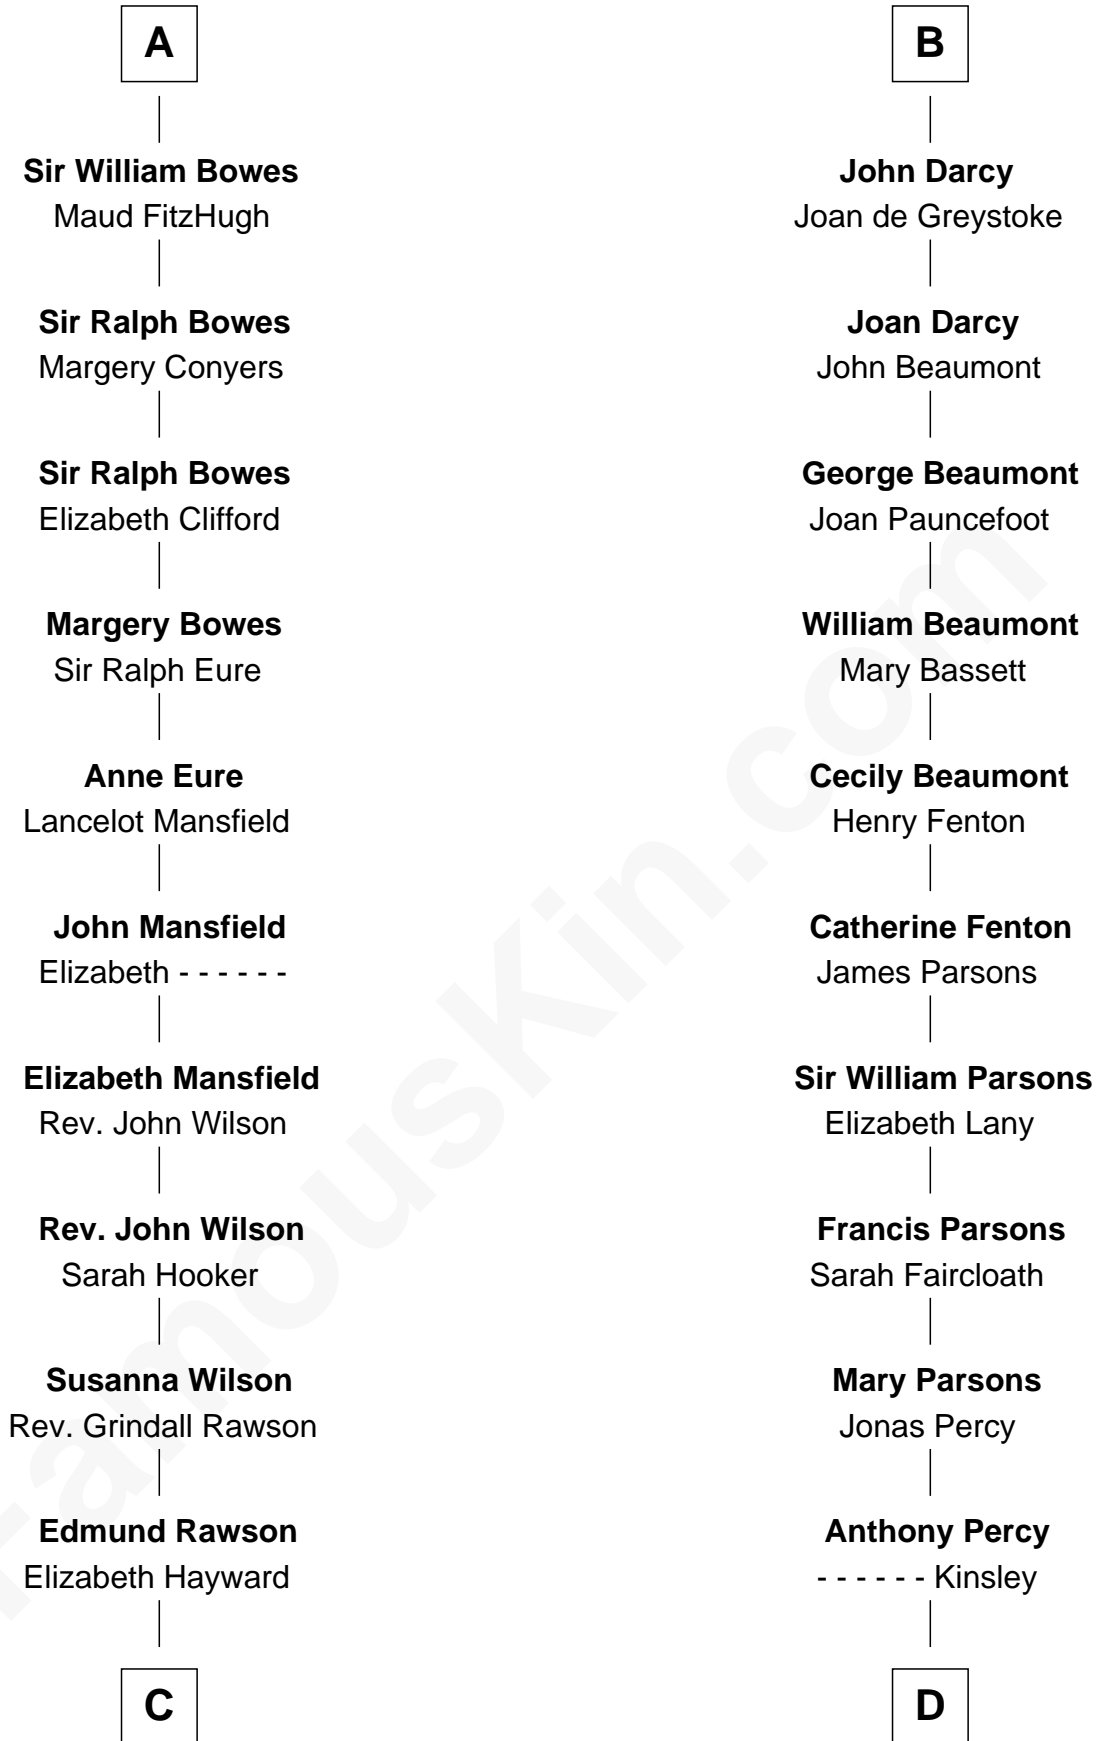 A
Sir William Bowes
Maud FitzHugh
Sir Ralph Bowes
Margery Conyers
Sir Ralph Bowes
Elizabeth Clifford
Margery Bowes
Sir Ralph Eure
Anne Eure
Lancelot Mansfield
John Mansfield
Elizabeth - - - - - -
Elizabeth Mansfield
Rev. John Wilson
Rev. John Wilson
Sarah Hooker
Susanna Wilson
Rev. Grindall Rawson
Edmund Rawson
Elizabeth Hayward
C
B
John Darcy
Joan de Greystoke
Joan Darcy
John Beaumont
George Beaumont
Joan Pauncefoot
William Beaumont
Mary Bassett
Cecily Beaumont
Henry Fenton
Catherine Fenton
James Parsons
Sir William Parsons
Elizabeth Lany
Francis Parsons
Sarah Faircloath
Mary Parsons
Jonas Percy
Anthony Percy
- - - - - - Kinsley
D
FamousKin.com